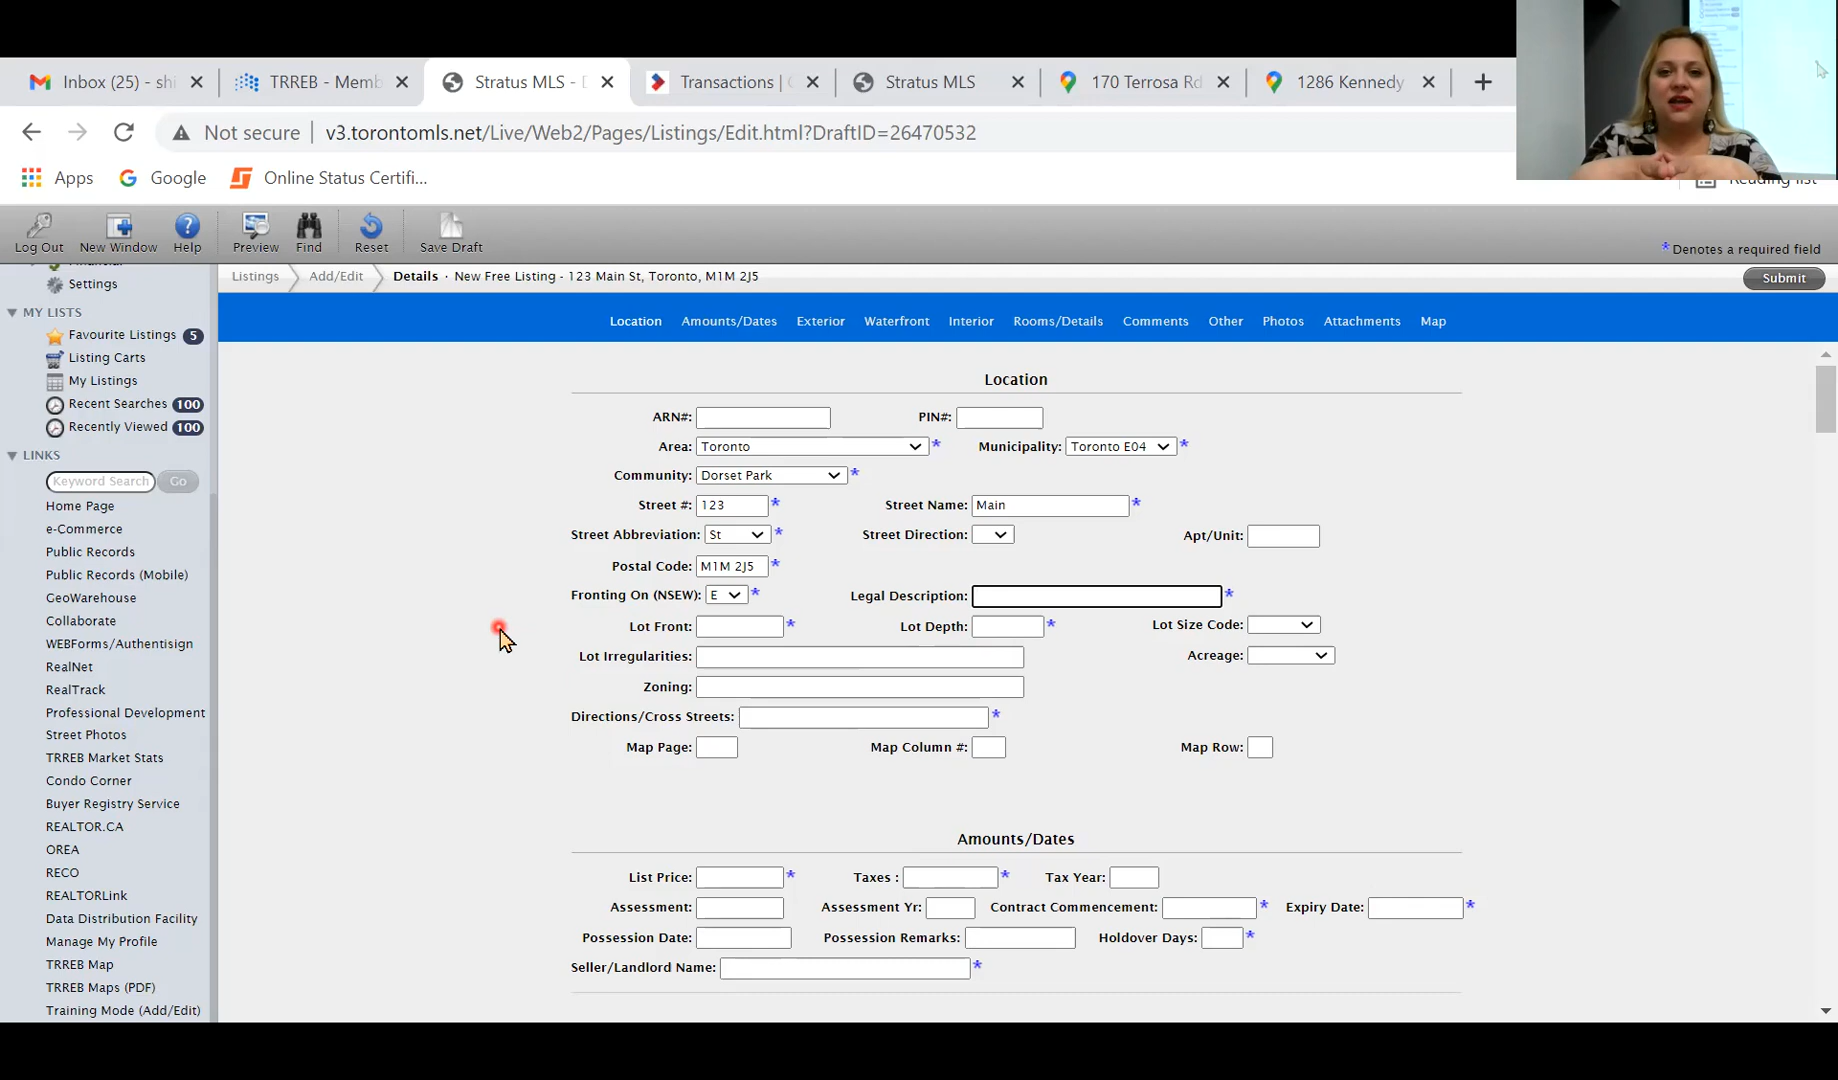 Inbox (25) - shi
TRREB - Memb
Stratus MLS - D
Transactions | C
Stratus MLS
170 Terrosa Rd
1286 Kennedy
Not secure
v3.torontomls.net/Live/Web2/Pages/Listings/Edit.html?DraftID=26470532
Apps
Google
Online Status Certifi...
Reading list
Log Out
New Window
Help
Preview
Find
Reset
Save Draft
* Denotes a required field
Financial
Settings
MY LISTS
Favourite Listings 5
Listing Carts
My Listings
Recent Searches 100
Recently Viewed 100
LINKS
Keyword Search Go
Home Page
e-Commerce
Public Records
Public Records (Mobile)
GeoWarehouse
Collaborate
WEBForms/Authentisign
RealNet
RealTrack
Professional Development
Street Photos
TRREB Market Stats
Condo Corner
Buyer Registry Service
REALTOR.CA
OREA
RECO
REALTORLink
Data Distribution Facility
Manage My Profile
TRREB Map
TRREB Maps (PDF)
Training Mode (Add/Edit)
Listings Add/Edit Details · New Free Listing - 123 Main St, Toronto, M1M 2J5
Submit
Location Amounts/Dates Exterior Waterfront Interior Rooms/Details Comments Other Photos Attachments Map
Location
ARN#: PIN#:
Area: Toronto * Municipality: Toronto E04 *
Community: Dorset Park *
Street #: 123 * Street Name: Main *
Street Abbreviation: St * Street Direction: Apt/Unit:
Postal Code: M1M 2J5 *
Fronting On (NSEW): E * Legal Description: *
Lot Front: * Lot Depth: * Lot Size Code:
Lot Irregularities: Acreage:
Zoning:
Directions/Cross Streets: *
Map Page: Map Column #: Map Row:
Amounts/Dates
List Price: * Taxes : * Tax Year:
Assessment: Assessment Yr: Contract Commencement: * Expiry Date: *
Possession Date: Possession Remarks: Holdover Days: *
Seller/Landlord Name: *